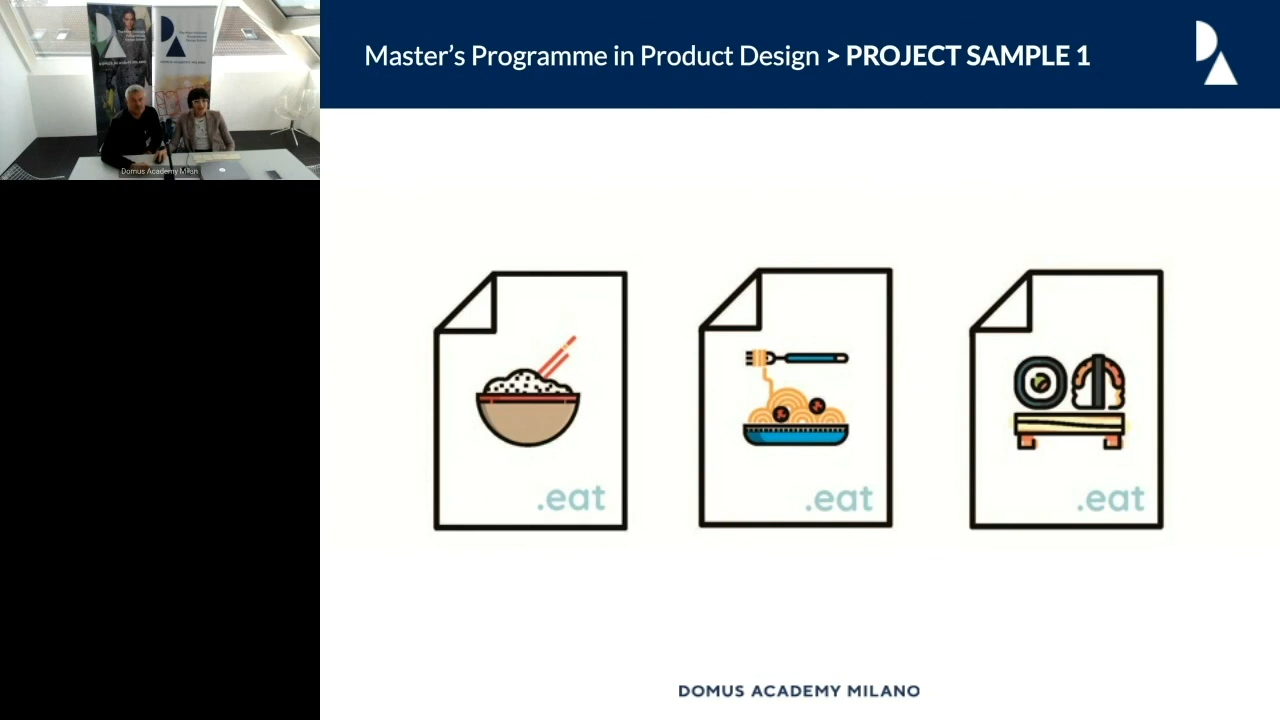 Master's Programme in Product Design > PROJECT SAMPLE 1
Domus Academy Milan
.eat
.eat
.eat
DOMUS ACADEMY MILANO